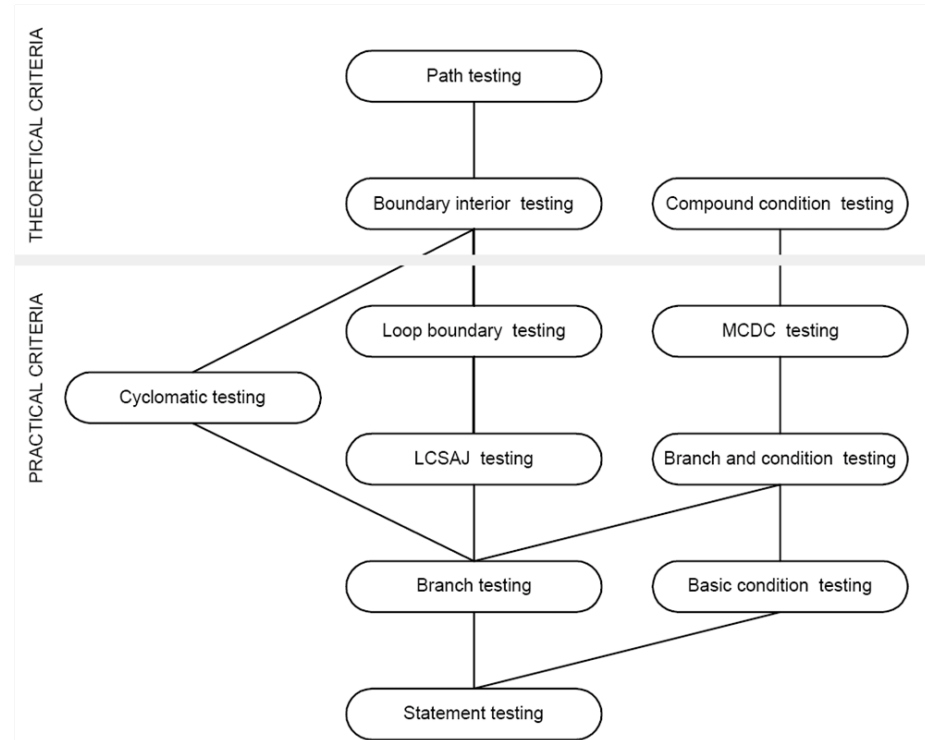 THEORETICAL CRITERIA
Path testing
Boundary interior testing
Compound condition testing
PRACTICAL CRITERIA
Loop boundary testing
MCDC testing
Cyclomatic testing
LCSAJ testing
Branch and condition testing
Branch testing
Basic condition testing
Statement testing